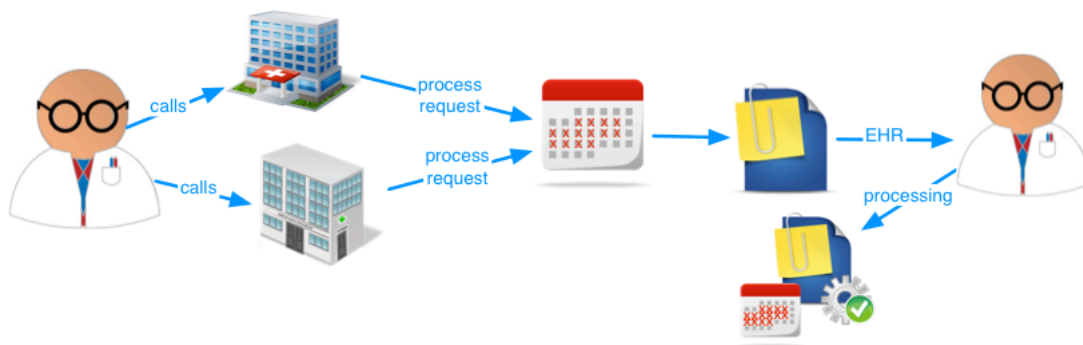 calls
process
request
calls
process
request
EHR
processing